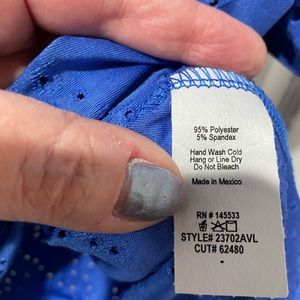 95% Polyester
5% Spandex
Hand Wash Cold
Hang or Line Dry
Do Not Bleach
Made in Mexico
RN # 145533
STYLE# 23702AVL
CUT# 62480
-